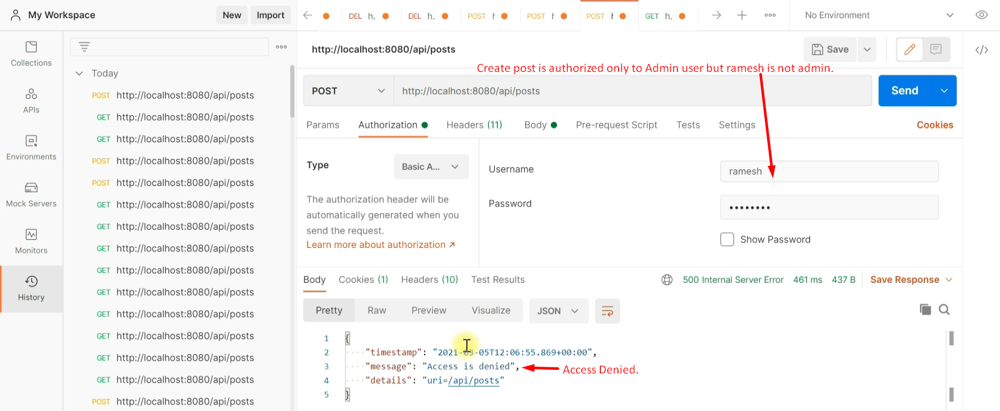 My Workspace
New
Import
DEL h.
DEL h.
POST
POST
POST
GET h.
No Environment
Collections
APIs
Environments
Mock Servers
Monitors
History
Today
POST http://localhost:8080/api/posts
GET http://localhost:8080/api/posts
GET http://localhost:8080/api/posts
POST http://localhost:8080/api/posts
POST http://localhost:8080/api/posts
GET http://localhost:8080/api/posts
GET http://localhost:8080/api/posts
GET http://localhost:8080/api/posts
GET http://localhost:8080/api/posts
GET http://localhost:8080/api/posts
GET http://localhost:8080/api/posts
GET http://localhost:8080/api/posts
GET http://localhost:8080/api/posts
GET http://localhost:8080/api/posts
POST http://localhost:8080/api/posts
http://localhost:8080/api/posts
Save
Create post is authorized only to Admin user but ramesh is not admin.
POST http://localhost:8080/api/posts
Send
Params Authorization Headers (11) Body Pre-request Script Tests Settings Cookies
Type
Basic A...
The authorization header will be
automatically generated when you
send the request.
Learn more about authorization ↗
Username
ramesh
Password
••••••••
Show Password
Body Cookies (1) Headers (10) Test Results
500 Internal Server Error 461 ms 437 B Save Response
Pretty Raw Preview Visualize JSON
1 {
2 "timestamp": "2021-03-05T12:06:55.869+00:00",
3 "message": "Access is denied",
Access Denied.
4 "details": "uri=/api/posts"
5 }